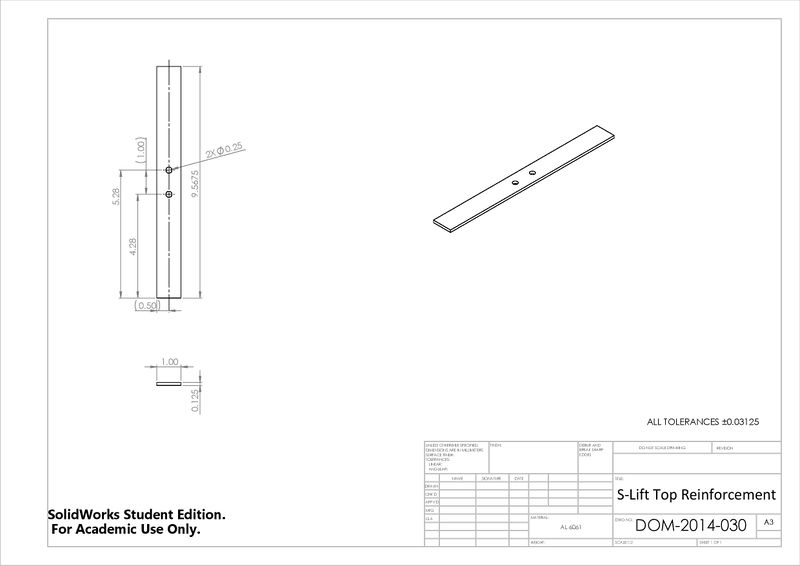 (1.00)
2X Ø 0.25
5.28
9.5675
4.28
(0.50)
1.00
0.125
ALL TOLERANCES ±0.03125
UNLESS OTHERWISE SPECIFIED:
DIMENSIONS ARE IN MILLIMETERS
SURFACE FINISH:
TOLERANCES:
LINEAR:
ANGULAR:
FINISH:
DEBUR AND
BREAK SHARP
EDGES
DO NOT SCALE DRAWING
REVISION
NAME
SIGNATURE
DATE
TITLE:
DRAWN
CHK'D
APPV'D
MFG
Q.A
S-Lift Top Reinforcement
MATERIAL:
AL 6061
DWG NO.
DOM-2014-030
A3
WEIGHT:
SCALE:1:2
SHEET 1 OF 1
SolidWorks Student Edition.
For Academic Use Only.